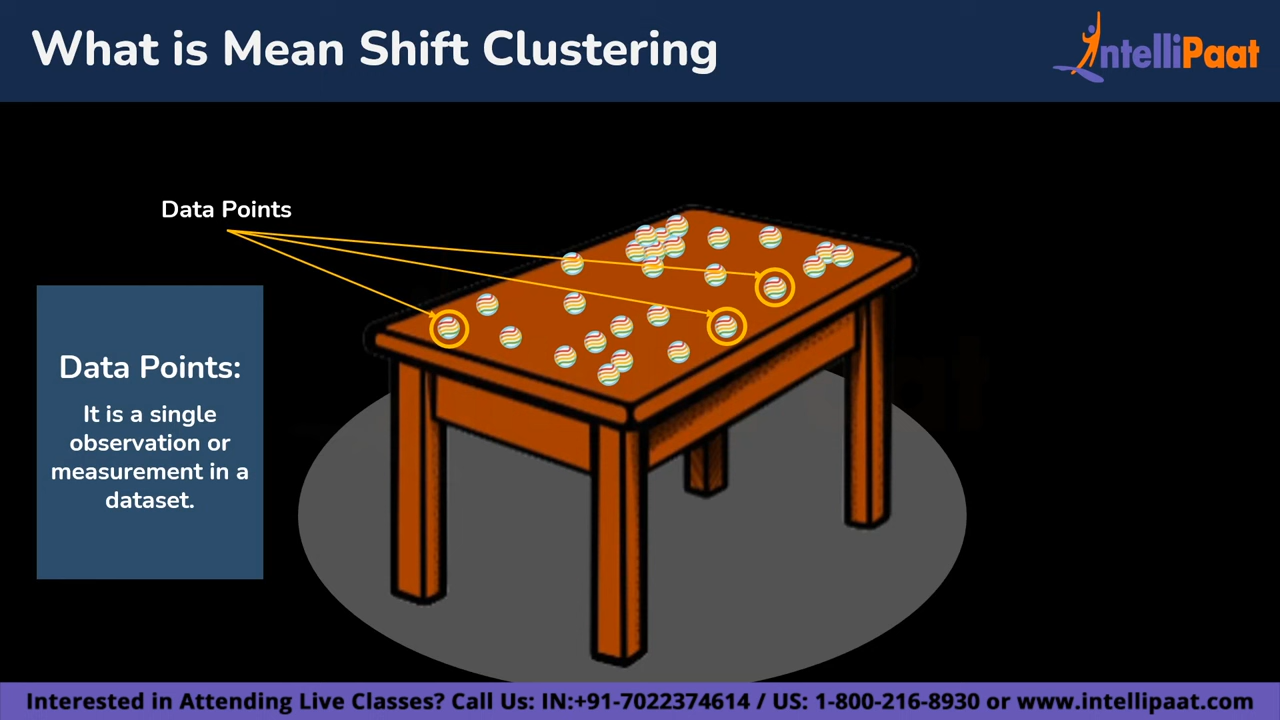 What is Mean Shift Clustering
IntelliPaat
Data Points
Data Points:
It is a single
observation or
measurement in a
dataset.
Interested in Attending Live Classes? Call Us: IN:+91-7022374614 / US: 1-800-216-8930 or www.intellipaat.com